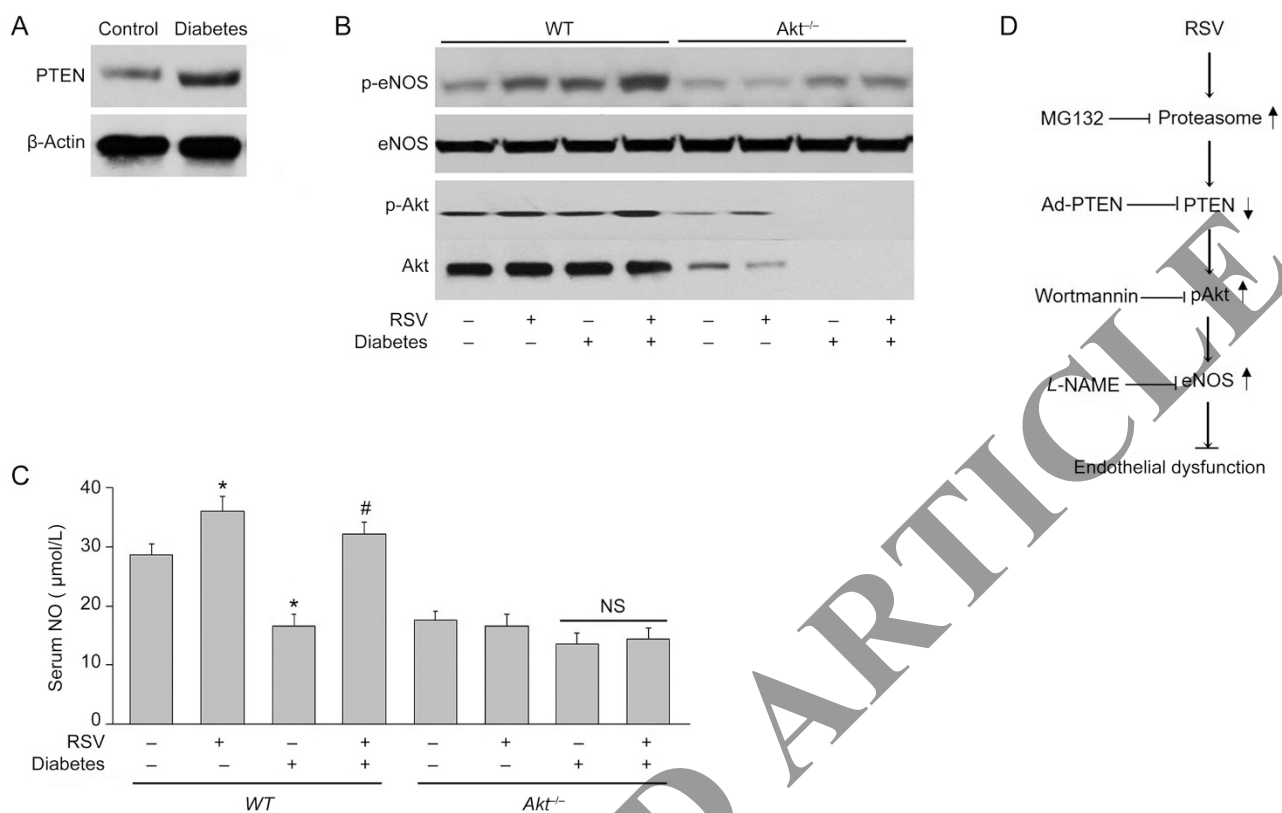 A
Control Diabetes
PTEN
β-Actin
B
WT Akt–/–
p-eNOS
eNOS
p-Akt
Akt
RSV – + – + – + – +
Diabetes – – + + – – + +
C
Serum NO ( μmol/L)
40
30
20
10
0
* * # NS
RSV – + – + – + – +
Diabetes – – + + – – + +
WT Akt–/–
D
RSV
MG132 Proteasome ↑
Ad-PTEN PTEN ↓
Wortmannin pAkt ↑
L-NAME eNOS ↑
Endothelial dysfunction
D ARTICLE